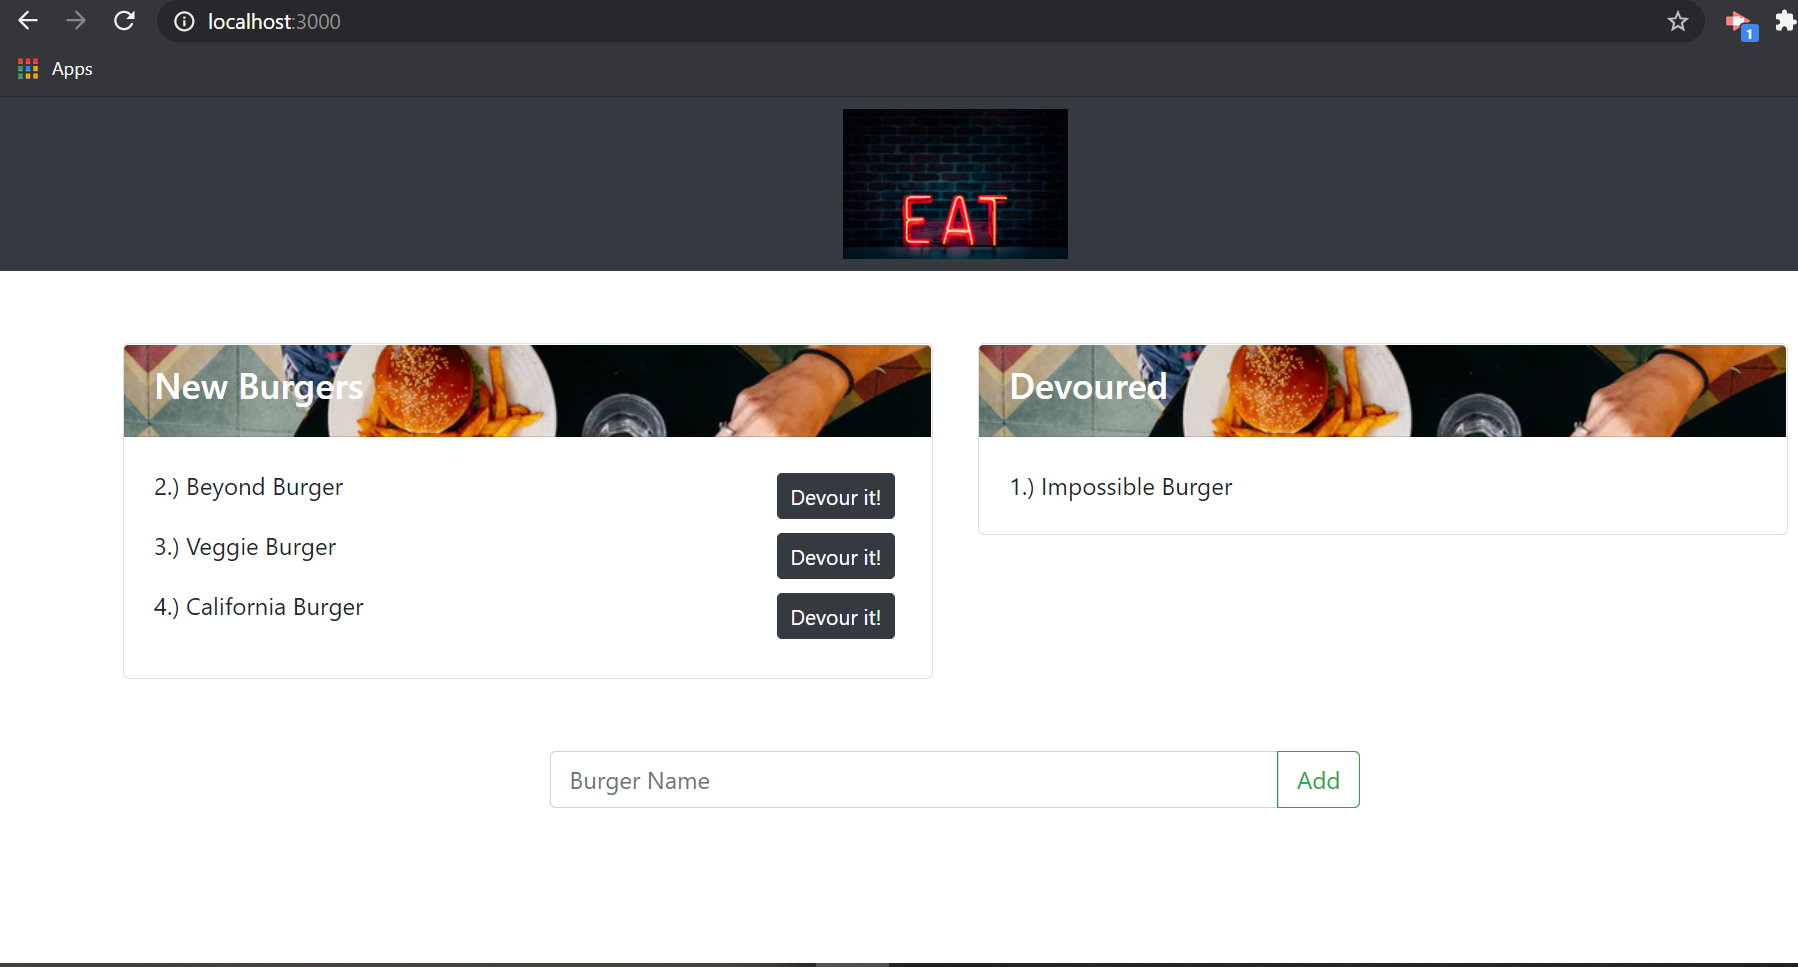 localhost:3000
1
Apps
EAT
New Burgers
2.) Beyond Burger
Devour it!
3.) Veggie Burger
Devour it!
4.) California Burger
Devour it!
Devoured
1.) Impossible Burger
Burger Name
Add